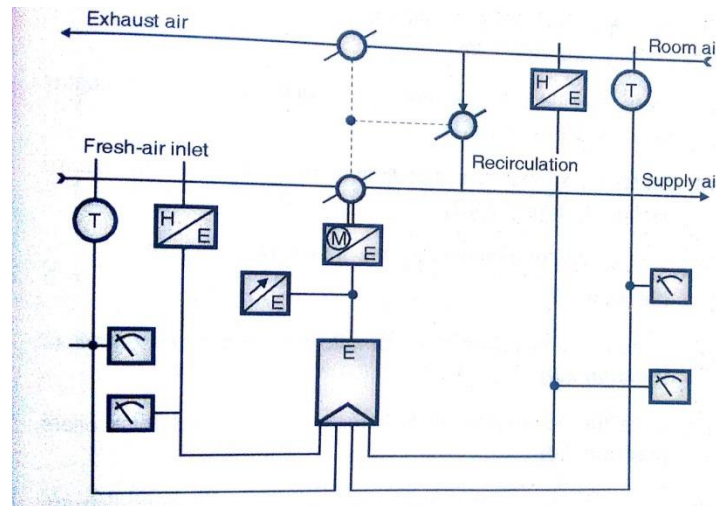 Exhaust air
Room ai
H
E
T
Fresh-air inlet
Recirculation
Supply ai
T
H
E
M
E
E
E